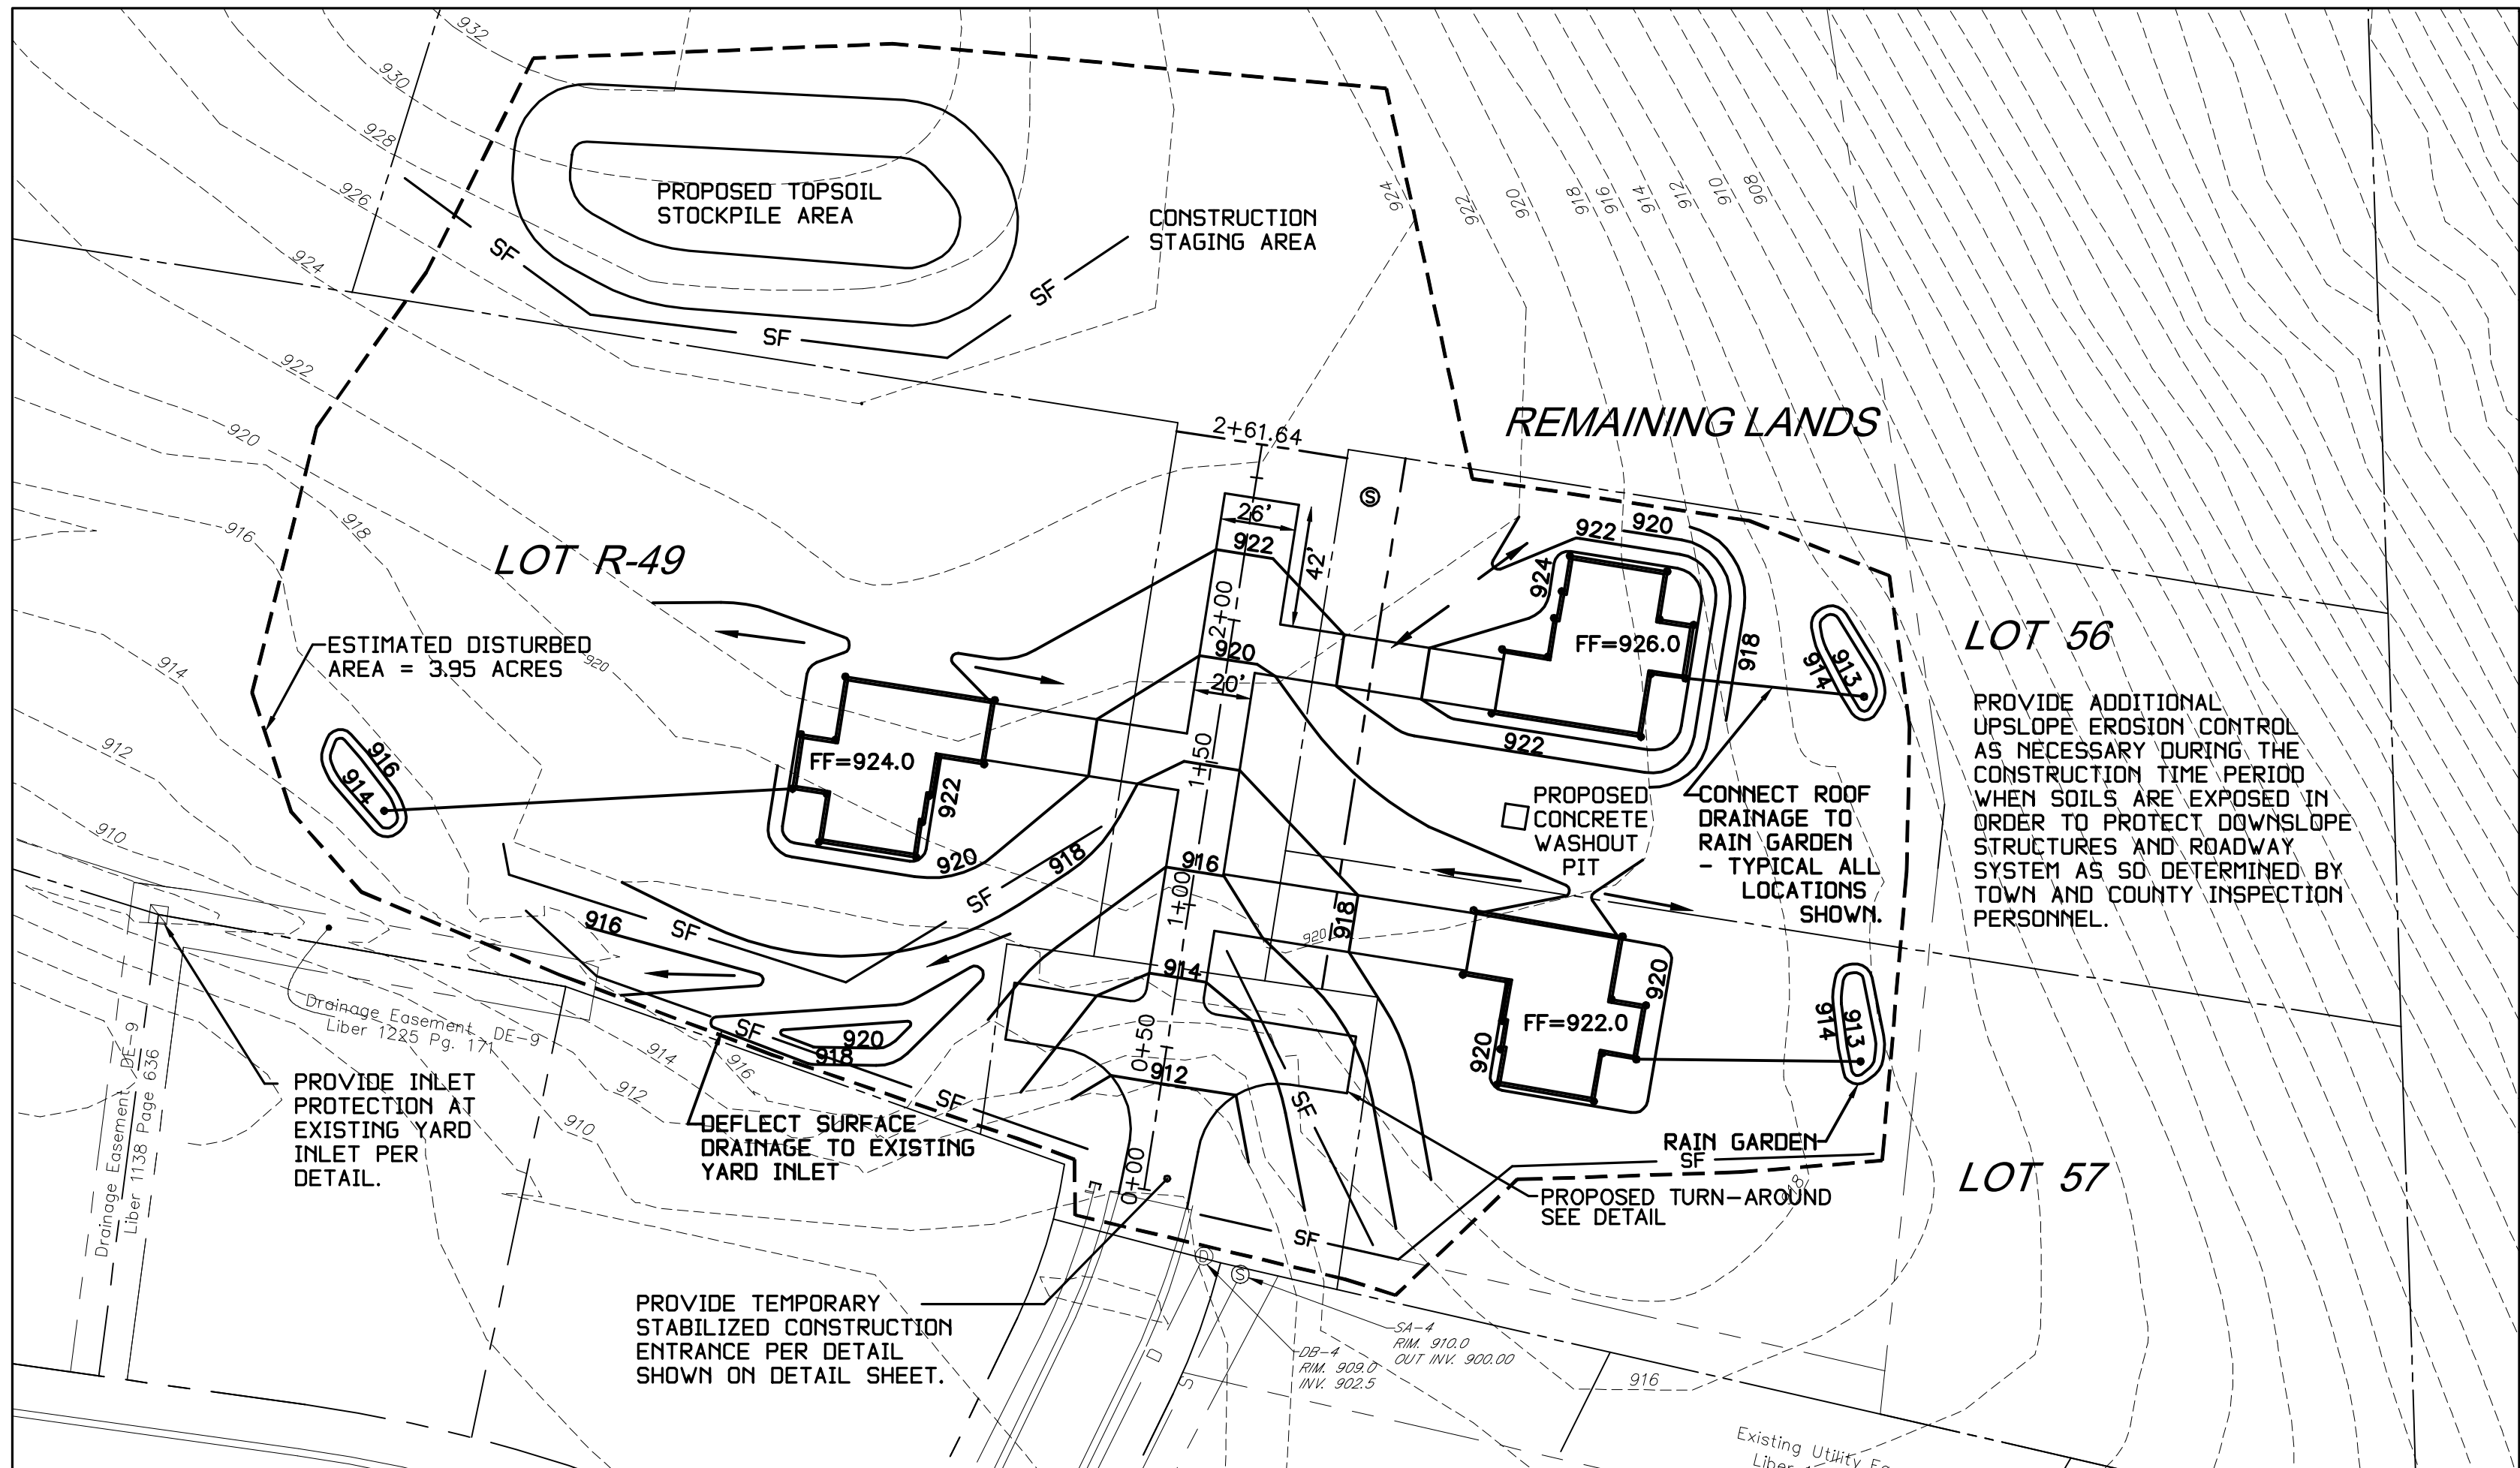 932
930
928
926
924
922
920
918
916
914
912
910
PROPOSED TOPSOIL
STOCKPILE AREA
CONSTRUCTION
STAGING AREA
SF
SF
SF
924
922
920
918
916
914
912
910
908
REMAINING LANDS
2+61.64
S
26'
922
42'
2+00
920
20'
1+50
916
1+00
914
0+50
912
0+00
LOT R-49
ESTIMATED DISTURBED
AREA = 3.95 ACRES
920
916
914
FF=924.0
922
920
918
SF
916
SF
922
920
924
FF=926.0
918
922
913
914
LOT 56
PROVIDE ADDITIONAL
UPSLOPE EROSION CONTROL
AS NECESSARY DURING THE
CONSTRUCTION TIME PERIOD
WHEN SOILS ARE EXPOSED IN
ORDER TO PROTECT DOWNSLOPE
STRUCTURES AND ROADWAY
SYSTEM AS SO DETERMINED BY
TOWN AND COUNTY INSPECTION
PERSONNEL.
PROPOSED
CONCRETE
WASHOUT
PIT
CONNECT ROOF
DRAINAGE TO
RAIN GARDEN
- TYPICAL ALL
LOCATIONS
SHOWN.
918
920
920
FF=922.0
920
913
914
RAIN GARDEN
SF
LOT 57
918
PROPOSED TURN-AROUND
SEE DETAIL
SF
SF
SF
920
918
SF
Drainage Easement DE-9
Liber 1225 Pg. 171
Drainage Easement DE-9
Liber 1138 Page 636
914
916
912
910
PROVIDE INLET
PROTECTION AT
EXISTING YARD
INLET PER
DETAIL.
DEFLECT SURFACE
DRAINAGE TO EXISTING
YARD INLET
PROVIDE TEMPORARY
STABILIZED CONSTRUCTION
ENTRANCE PER DETAIL
SHOWN ON DETAIL SHEET.
E
D
S
D
S
SA-4
RIM. 910.0
OUT INV. 900.00
DB-4
RIM. 909.0
INV. 902.5
916
Existing Utility
Liber